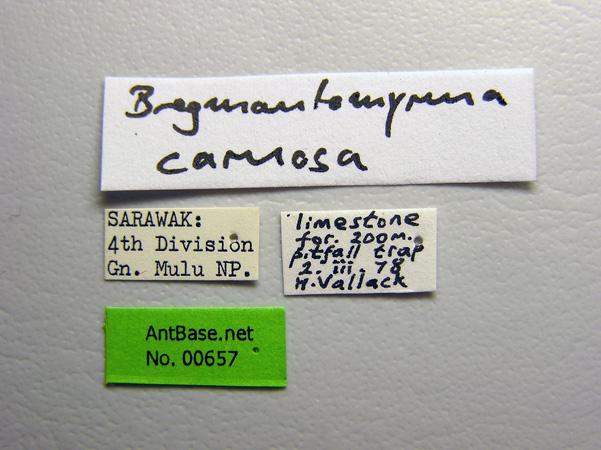 Bregmantomyrma
carnosa
SARAWAK:
4th Division
Gn. Mulu NP.
limestone
for. 200m.
pitfall trap
2. iii. 78
H. Vallack
AntBase.net
No. 00657